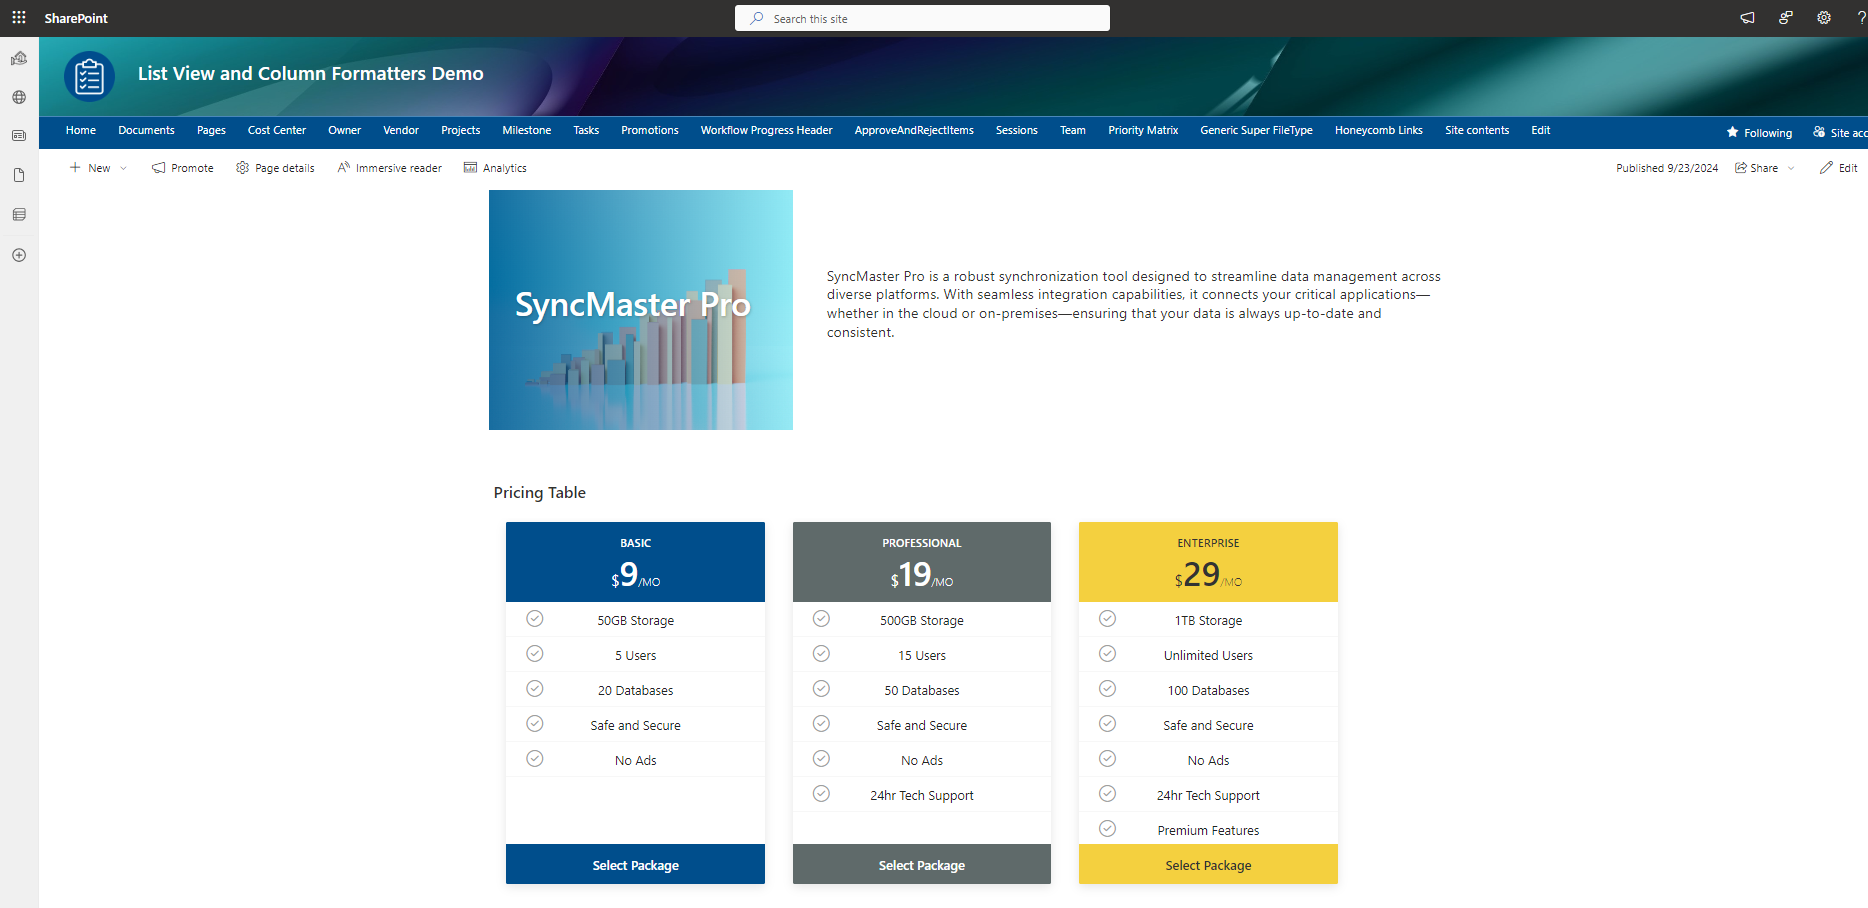 SharePoint
Search this site
?
List View and Column Formatters Demo
Home Documents Pages Cost Center Owner Vendor Projects Milestone Tasks Promotions Workflow Progress Header ApproveAndRejectItems Sessions Team Priority Matrix Generic Super FileType Honeycomb Links Site contents Edit
Following Site acc
New Promote Page details Immersive reader Analytics Published 9/23/2024 Share Edit
SyncMaster Pro
SyncMaster Pro is a robust synchronization tool designed to streamline data management across
diverse platforms. With seamless integration capabilities, it connects your critical applications—
whether in the cloud or on-premises—ensuring that your data is always up-to-date and
consistent.
Pricing Table
BASIC
$9/MO
50GB Storage
5 Users
20 Databases
Safe and Secure
No Ads
Select Package
PROFESSIONAL
$19/MO
500GB Storage
15 Users
50 Databases
Safe and Secure
No Ads
24hr Tech Support
Select Package
ENTERPRISE
$29/MO
1TB Storage
Unlimited Users
100 Databases
Safe and Secure
No Ads
24hr Tech Support
Premium Features
Select Package